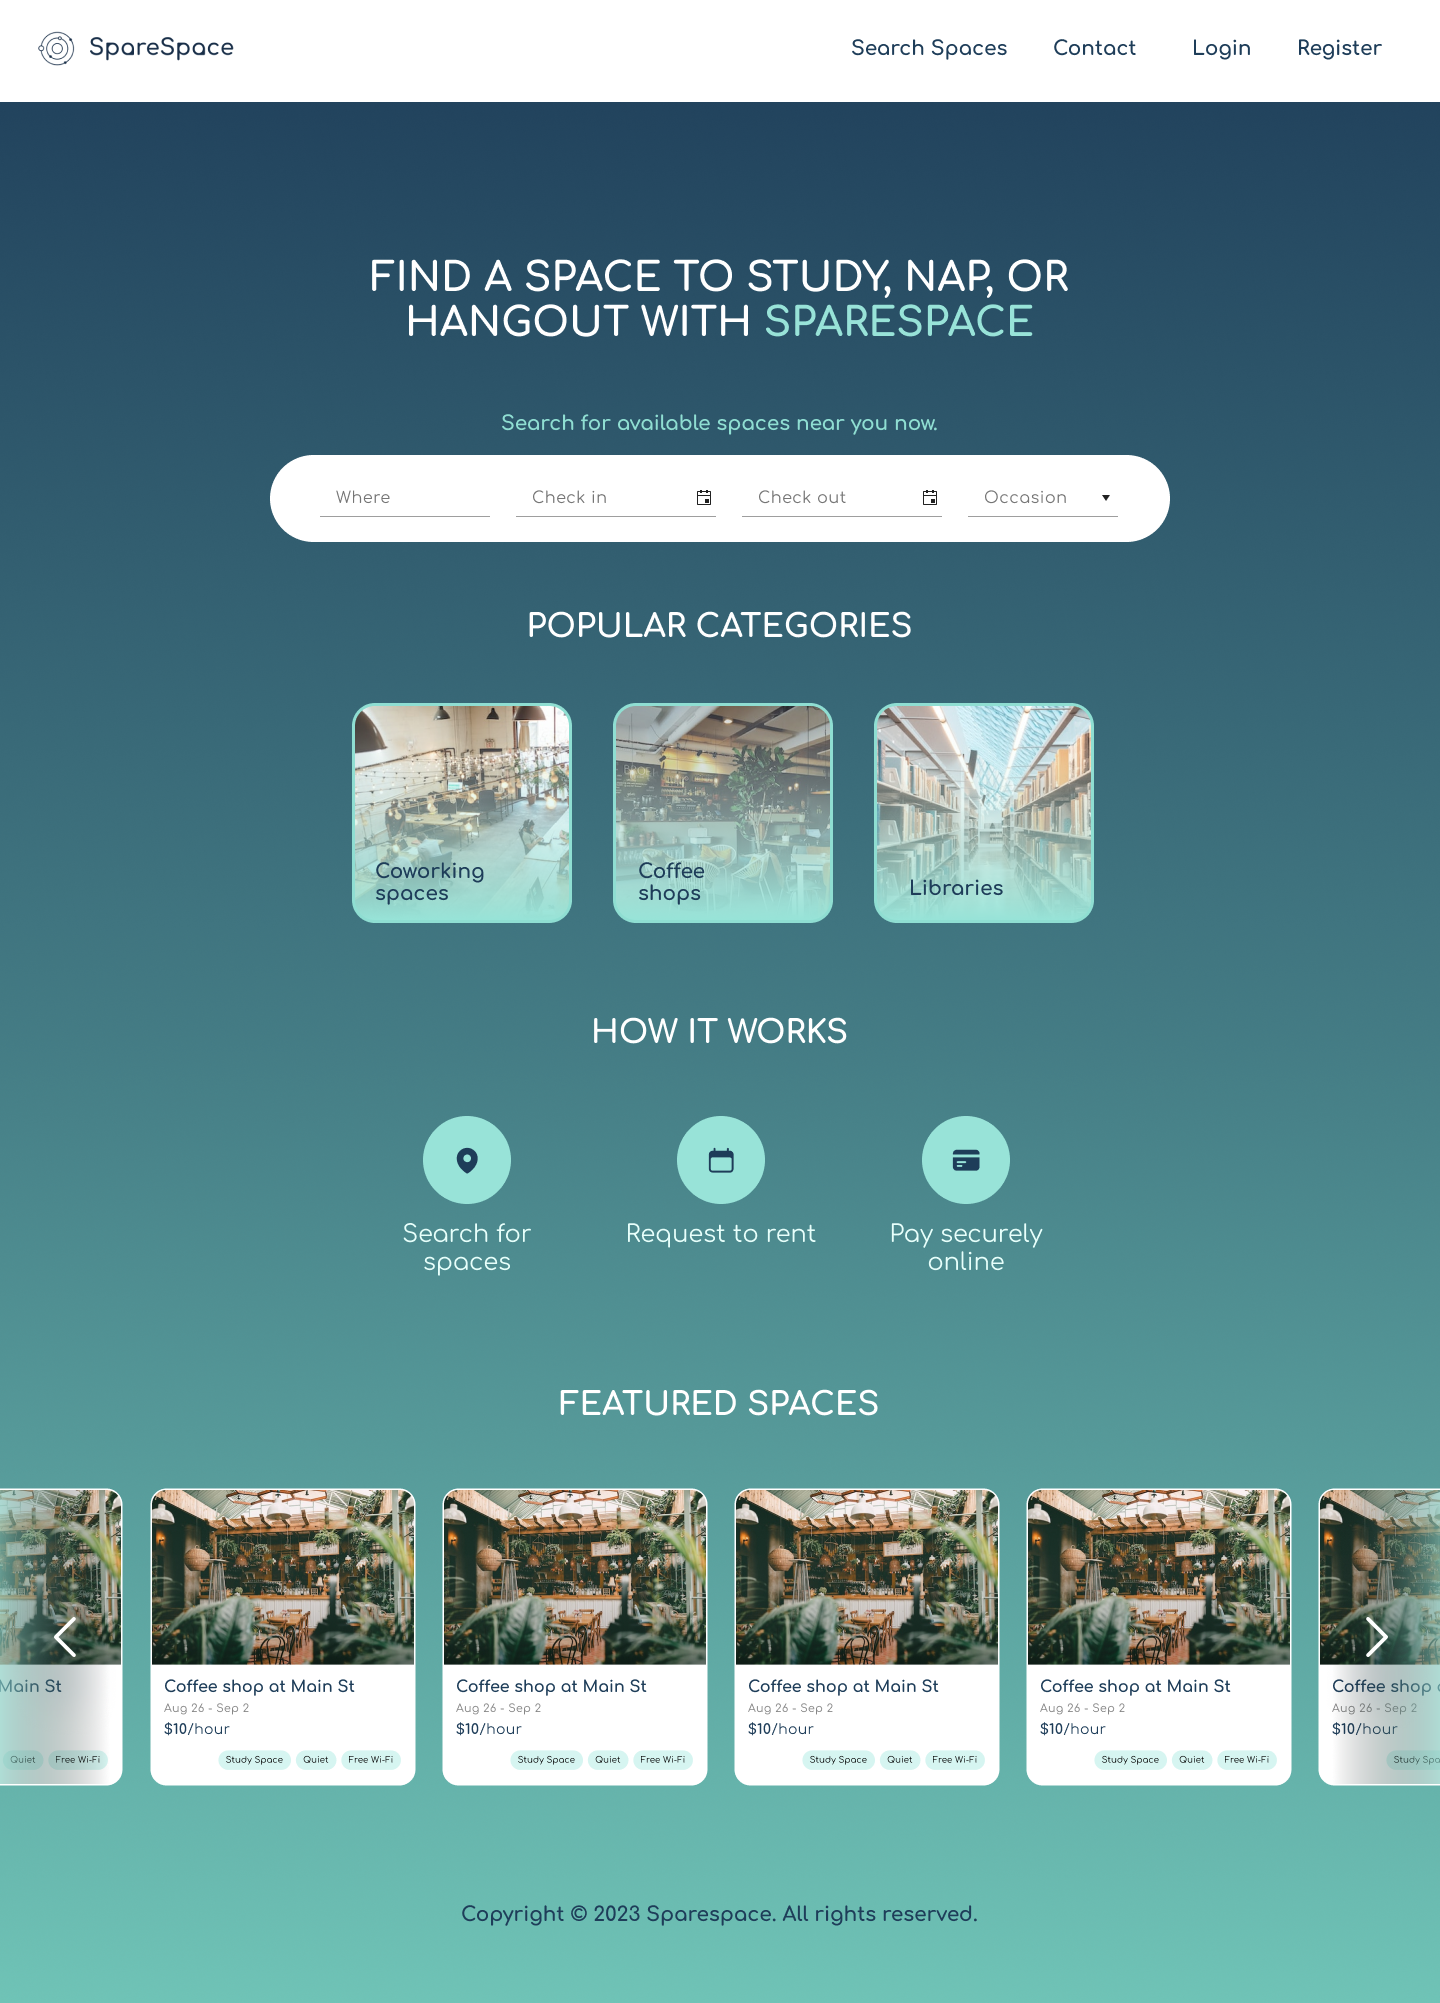 SpareSpace
Search Spaces
Contact
Login
Register
FIND A SPACE TO STUDY, NAP, OR
HANGOUT WITH SPARESPACE
Search for available spaces near you now.
Where
Check in
Check out
Occasion
POPULAR CATEGORIES
Coworking
spaces
Coffee
shops
Libraries
HOW IT WORKS
Search for
spaces
Request to rent
Pay securely
online
FEATURED SPACES
Main St
Quiet
Free Wi-Fi
Coffee shop at Main St
Aug 26 - Sep 2
$10/hour
Study Space
Quiet
Free Wi-Fi
Coffee shop at Main St
Aug 26 - Sep 2
$10/hour
Study Space
Quiet
Free Wi-Fi
Coffee shop at Main St
Aug 26 - Sep 2
$10/hour
Study Space
Quiet
Free Wi-Fi
Coffee shop at Main St
Aug 26 - Sep 2
$10/hour
Study Space
Quiet
Free Wi-Fi
Coffee shop
Aug 26 - Sep 2
$10/hour
Study Spa
Copyright © 2023 Sparespace. All rights reserved.